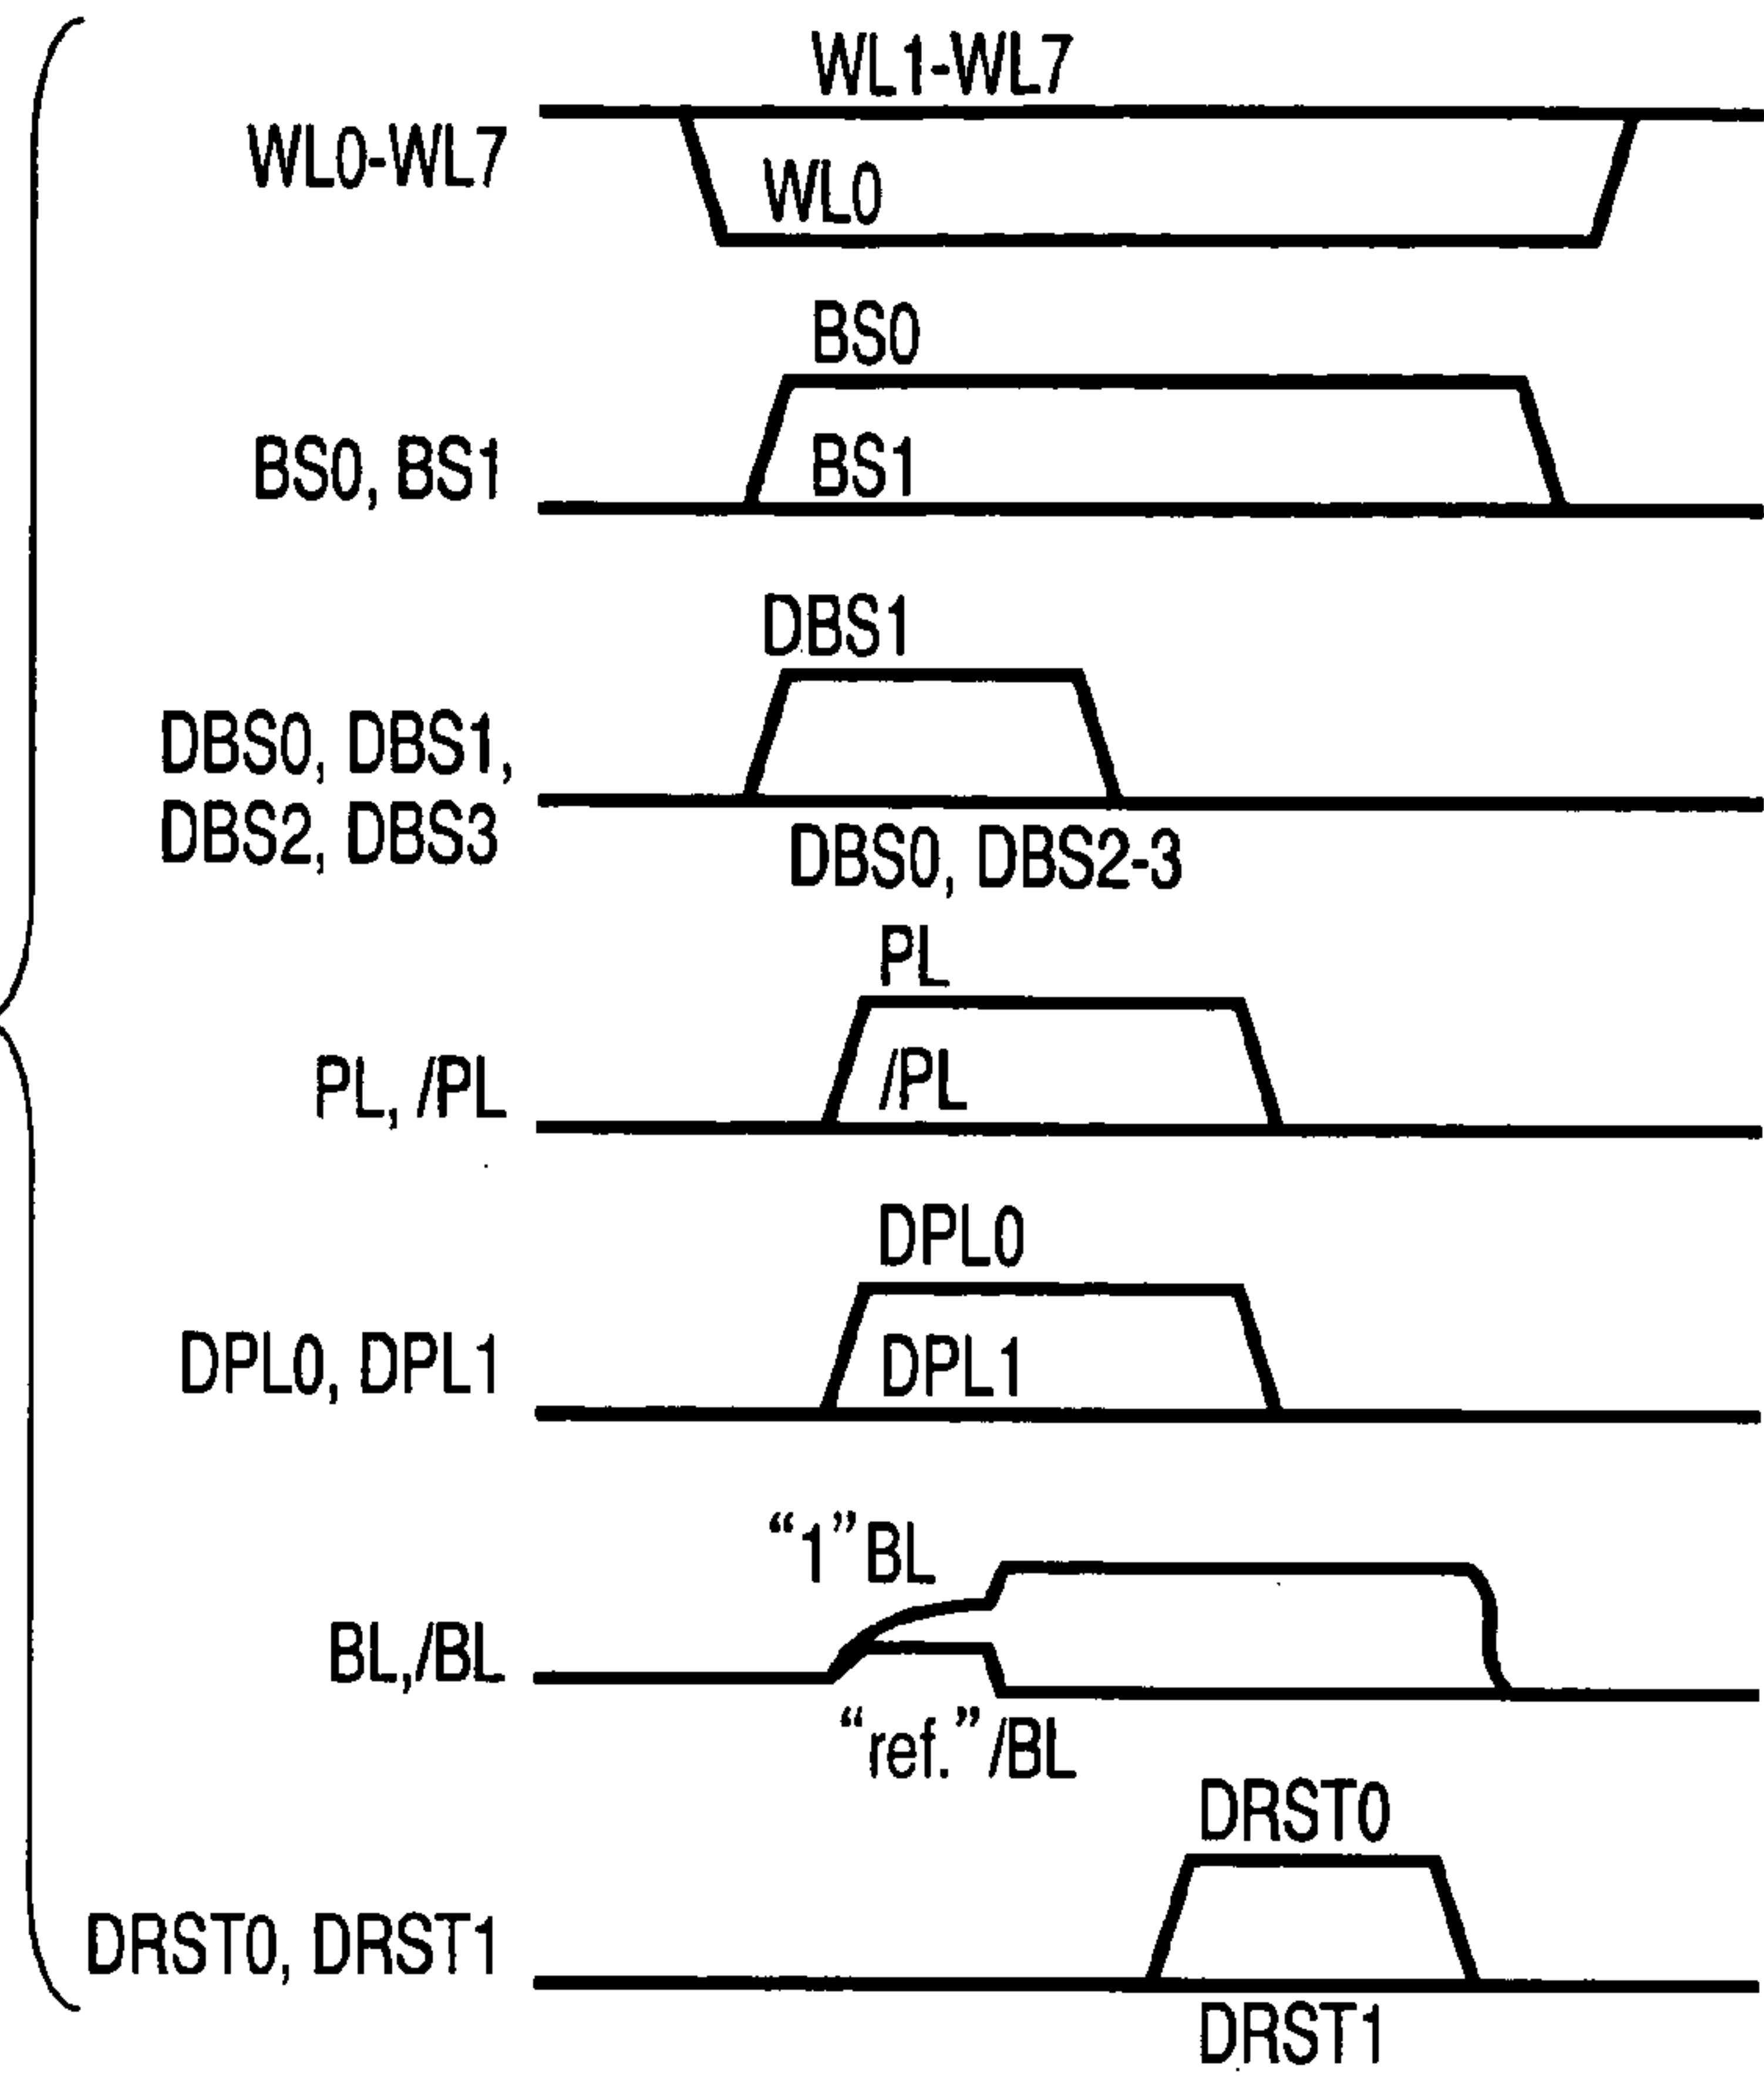 WL1-WL7
WL0-WL7
WL0
BS0
BS0, BS1
BS1
DBS1
DBS0, DBS1,
DBS2, DBS3
DBS0, DBS2-3
PL
PL, /PL
/PL
DPL0
DPL0, DPL1
DPL1
“1”BL
BL,/BL
“ref.”/BL
DRST0
DRST0, DRST1
DRST1